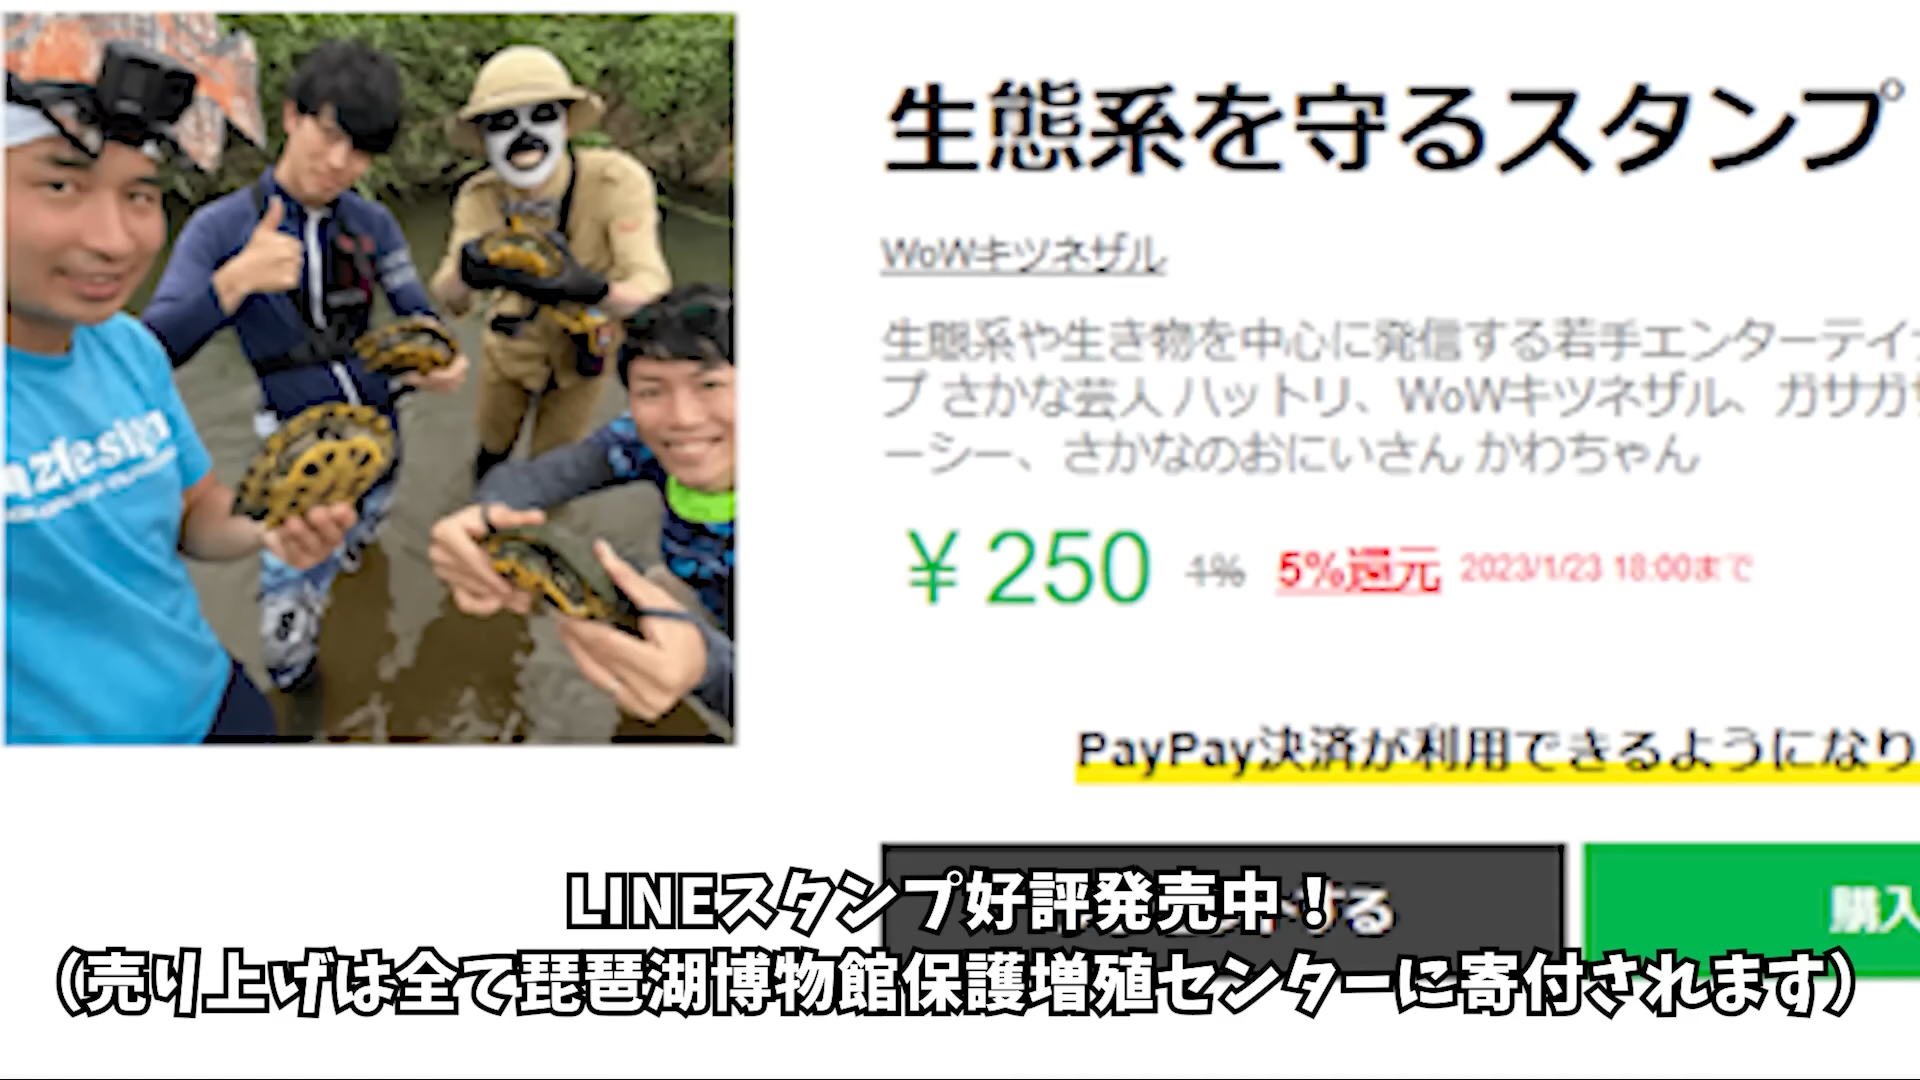 生態系を守るスタンプ
WoWキツネザル
生態系や生き物を中心に発信する若手エンターテイ
プ さかな芸人 ハットリ、WoWキツネザル、ガサガサ
ーシー、さかなのおにいさん かわちゃん
¥250 1% 5%還元 2023/1/23 18:00まで
PayPay決済が利用できるようになり
する
購入
LINEスタンプ好評発売中！
（売り上げは全て琵琶湖博物館保護増殖センターに寄付されます）